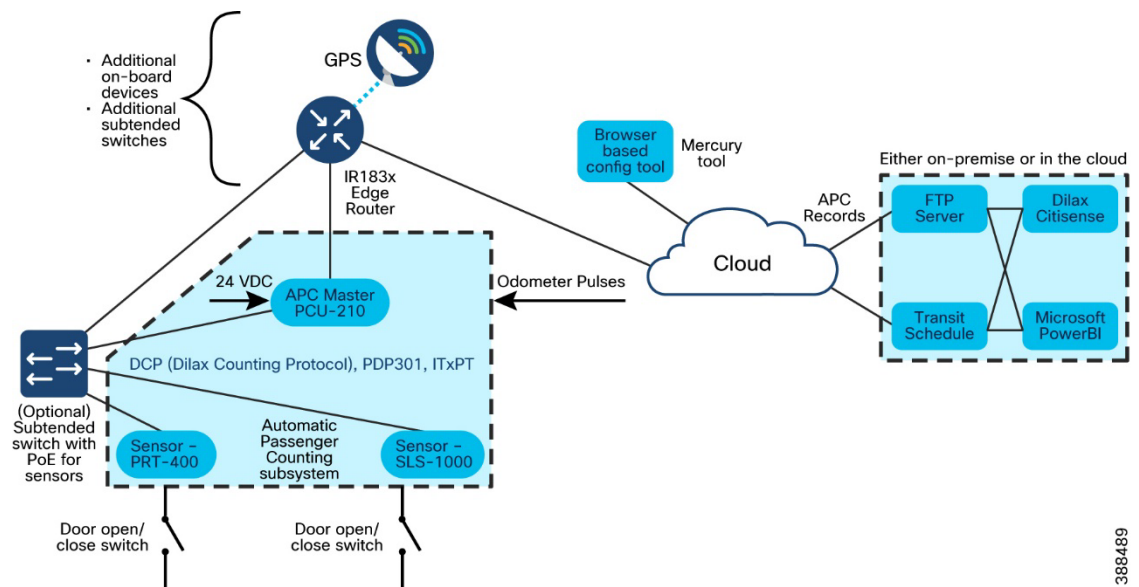 • Additional
on-board
devices
• Additional
subtended
switches
GPS
IR183x
Edge
Router
Browser
based
config tool
Mercury
tool
Either on-premise or in the cloud
APC
Records
FTP
Server
Dilax
Citisense
Cloud
Transit
Schedule
Microsoft
PowerBI
24 VDC
APC Master
PCU-210
Odometer Pulses
DCP (Dilax Counting Protocol), PDP301, ITxPT
(Optional)
Subtended
switch with
PoE for
sensors
Sensor -
PRT-400
Automatic
Passenger
Counting
subsystem
Sensor -
SLS-1000
Door open/
close switch
Door open/
close switch
388489